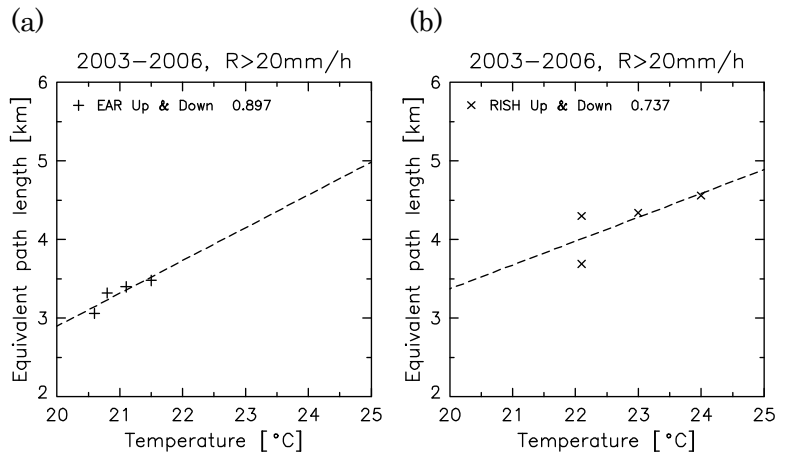 (a)
2003−2006, R>20mm/h
6
5
4
3
2
Equivalent path length [km]
+ EAR Up & Down 0.897
20 21 22 23 24 25
Temperature [°C]
(b)
2003−2006, R>20mm/h
6
5
4
3
2
Equivalent path length [km]
× RISH Up & Down 0.737
20 21 22 23 24 25
Temperature [°C]